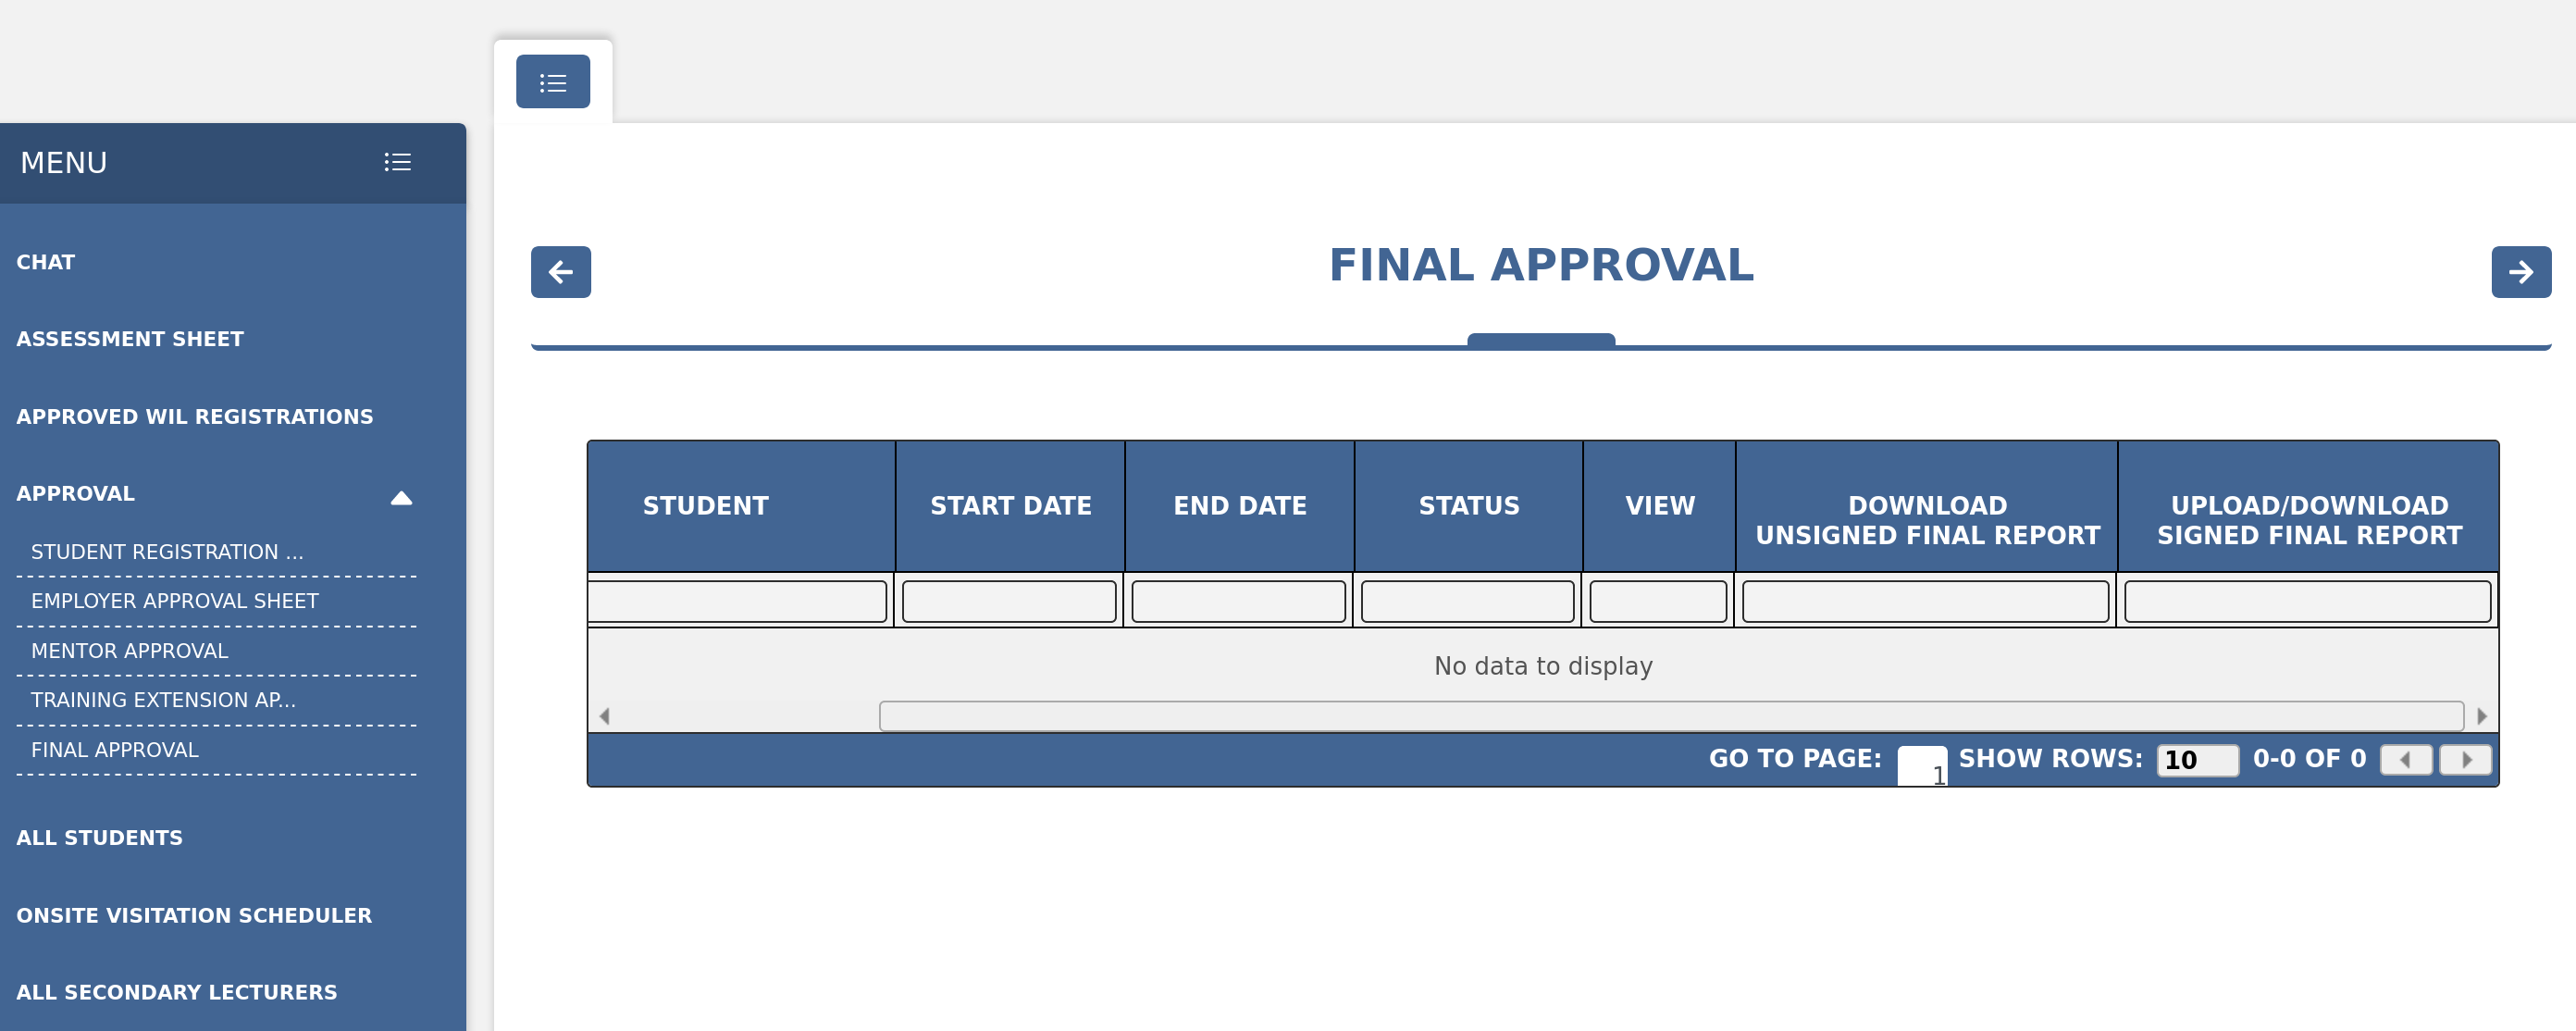 MENU
CHAT
ASSESSMENT SHEET
APPROVED WIL REGISTRATIONS
APPROVAL
STUDENT REGISTRATION ...
EMPLOYER APPROVAL SHEET
MENTOR APPROVAL
TRAINING EXTENSION AP...
FINAL APPROVAL
ALL STUDENTS
ONSITE VISITATION SCHEDULER
ALL SECONDARY LECTURERS
FINAL APPROVAL
STUDENT START DATE END DATE STATUS VIEW DOWNLOAD UPLOAD/DOWNLOAD
UNSIGNED FINAL REPORT SIGNED FINAL REPORT
No data to display
GO TO PAGE: 1 SHOW ROWS: 10 0-0 OF 0